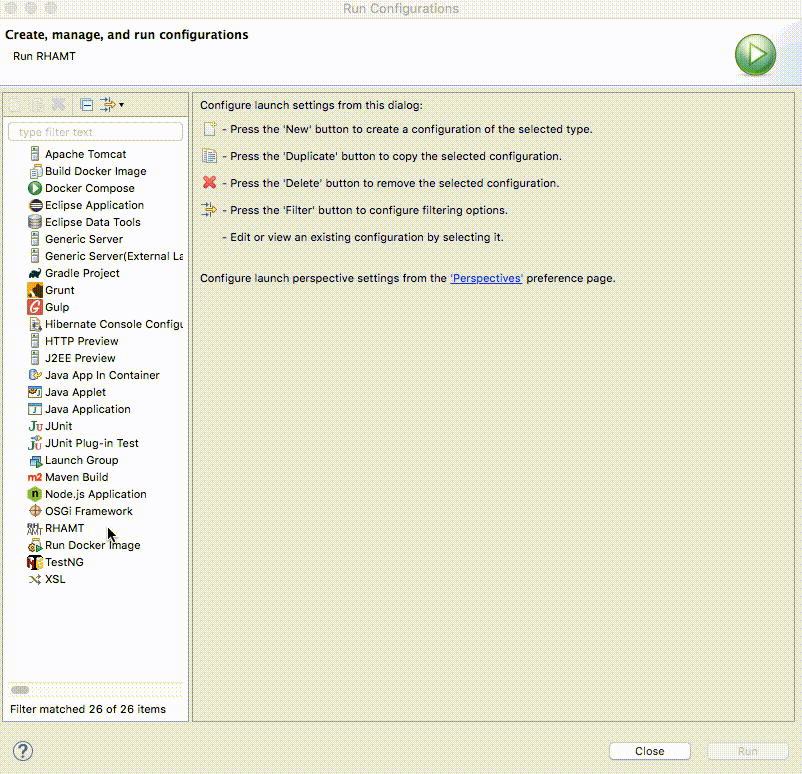 Run Configurations
Create, manage, and run configurations
Run RHAMT
type filter text
Apache Tomcat
Build Docker Image
Docker Compose
Eclipse Application
Eclipse Data Tools
Generic Server
Generic Server(External La
Gradle Project
Grunt
Gulp
Hibernate Console Configu
HTTP Preview
J2EE Preview
Java App In Container
Java Applet
Java Application
JUnit
JUnit Plug-in Test
Launch Group
Maven Build
Node.js Application
OSGi Framework
RHAMT
Run Docker Image
TestNG
XSL
Filter matched 26 of 26 items
Configure launch settings from this dialog:
- Press the 'New' button to create a configuration of the selected type.
- Press the 'Duplicate' button to copy the selected configuration.
- Press the 'Delete' button to remove the selected configuration.
- Press the 'Filter' button to configure filtering options.
- Edit or view an existing configuration by selecting it.
Configure launch perspective settings from the 'Perspectives' preference page.
Close
Run